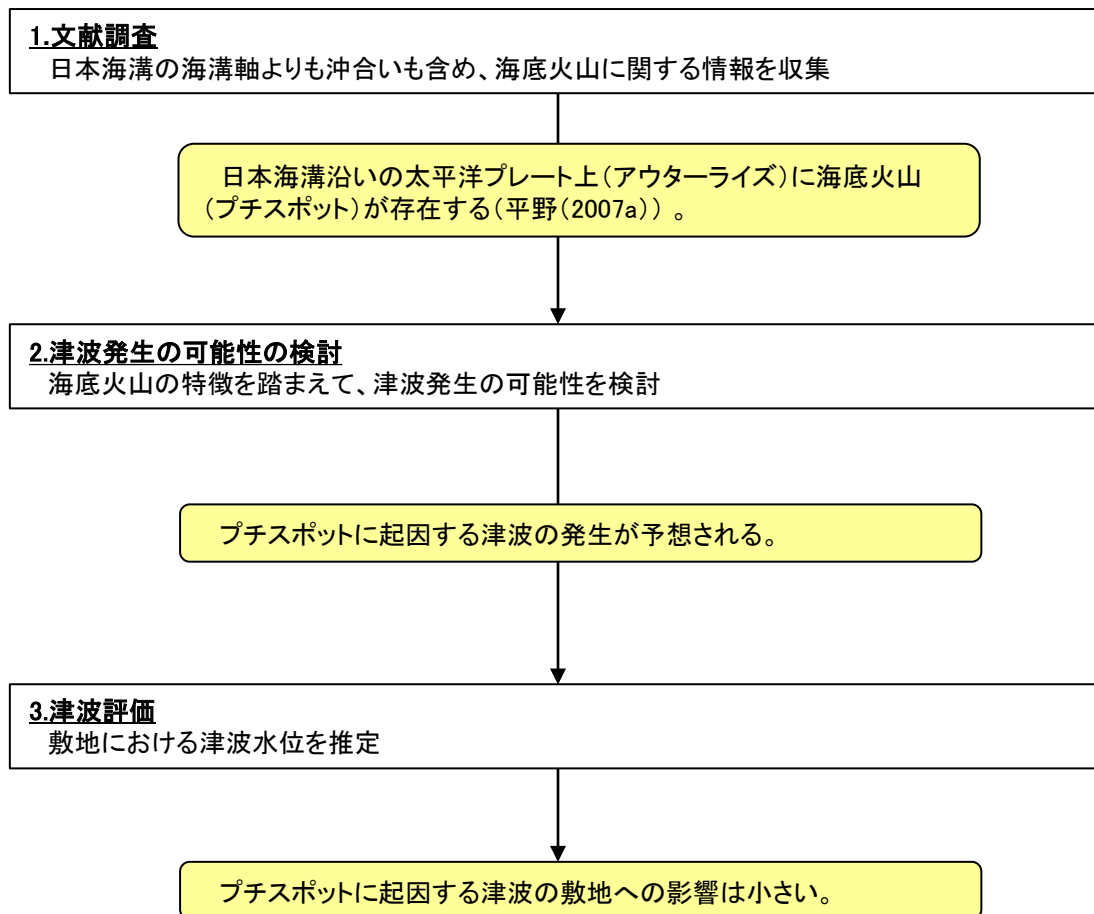 1.文献調査
日本海溝の海溝軸よりも沖合いも含め、海底火山に関する情報を収集
日本海溝沿いの太平洋プレート上(アウターライズ)に海底火山
(プチスポット)が存在する(平野(2007a))。
2.津波発生の可能性の検討
海底火山の特徴を踏まえて、津波発生の可能性を検討
プチスポットに起因する津波の発生が予想される。
3.津波評価
敷地における津波水位を推定
プチスポットに起因する津波の敷地への影響は小さい。